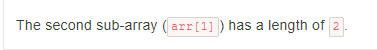 The second sub-array (arr[1]) has a length of 2.